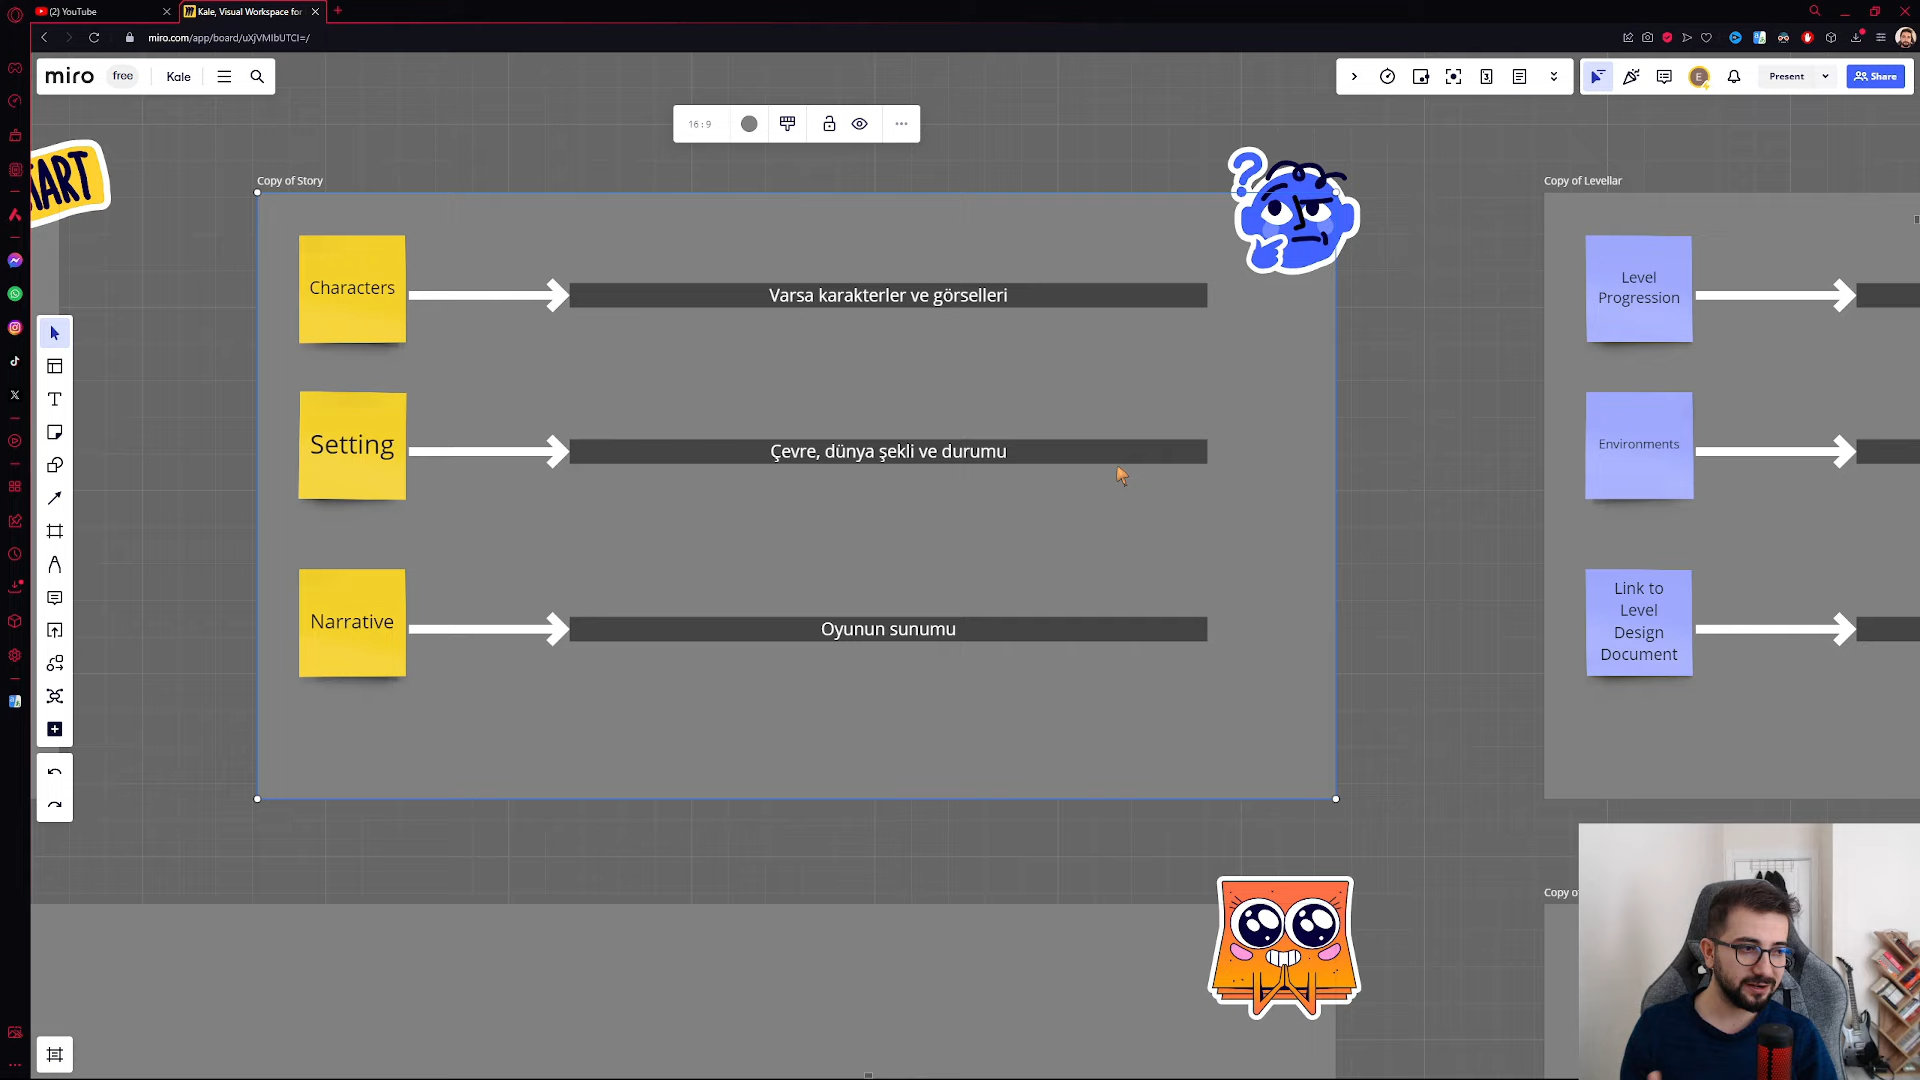 (2) YouTube
Kale, Visual Workspace for
miro.com/app/board/uXjVMIbUTCI=/
miro
free
Kale
16:9
Present
Share
E
Copy of Story
Characters
Varsa karakterler ve görselleri
Setting
Çevre, dünya şekli ve durumu
Narrative
Oyunun sunumu
Copy of Levellar
Level
Progression
Environments
Link to
Level
Design
Document